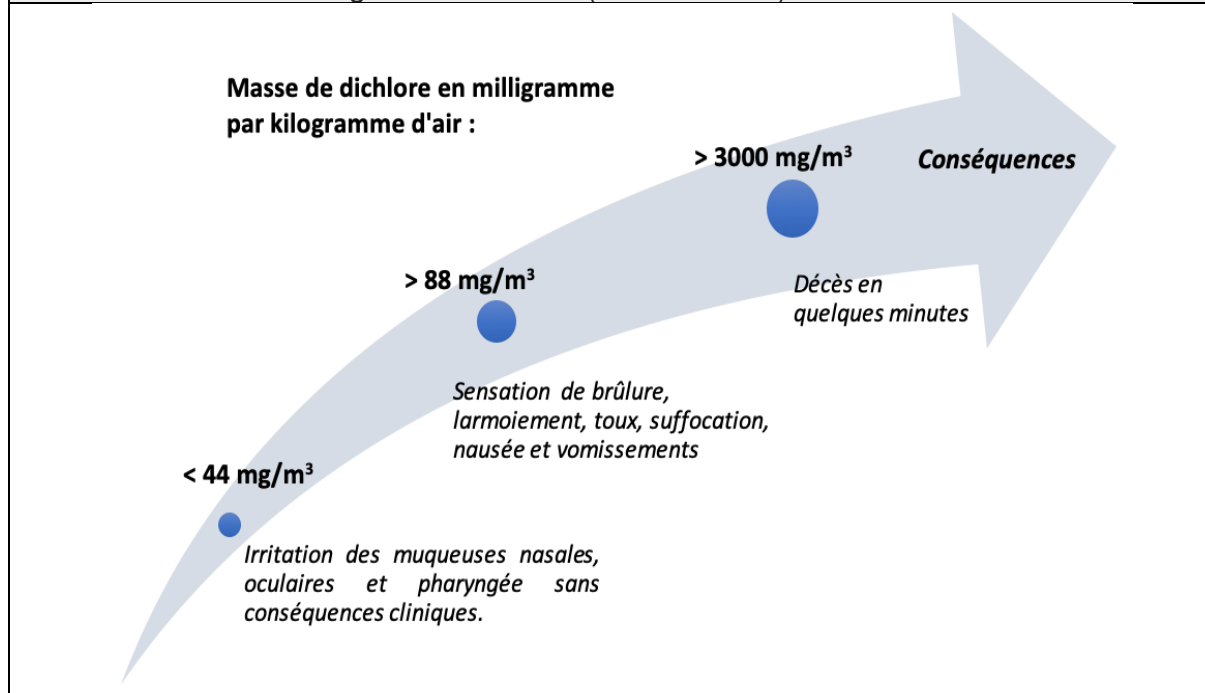 Masse de dichlore en milligramme
par kilogramme d'air :
> 3000 mg/m³
Conséquences
Décès en
quelques minutes
> 88 mg/m³
Sensation de brûlure,
larmoiement, toux, suffocation,
nausée et vomissements
< 44 mg/m³
Irritation des muqueuses nasales,
oculaires et pharyngée sans
conséquences cliniques.